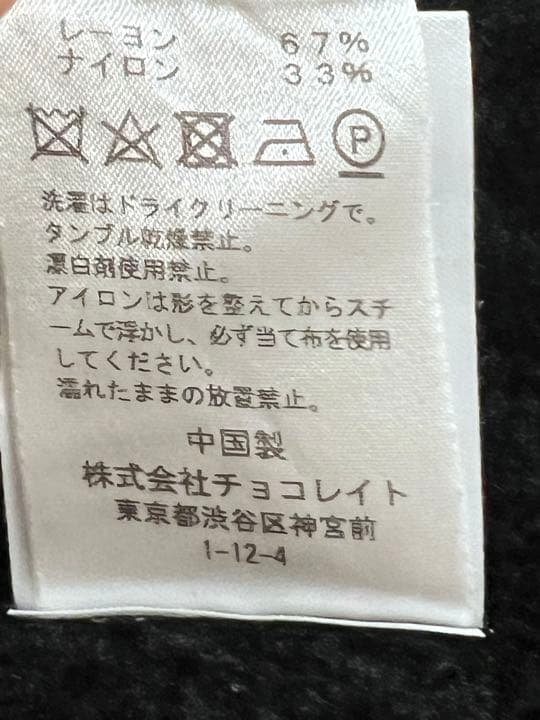 レーヨン 67%
ナイロン 33%
P
洗濯はドライクリーニングで。
タンブル乾燥禁止。
漂白剤使用禁止。
アイロンは形を整えてからスチ
ームで浮かし、必ず当て布を使用
してください。
濡れたままの放置禁止。
中国製
株式会社チョコレイト
東京都渋谷区神宮前
1-12-4